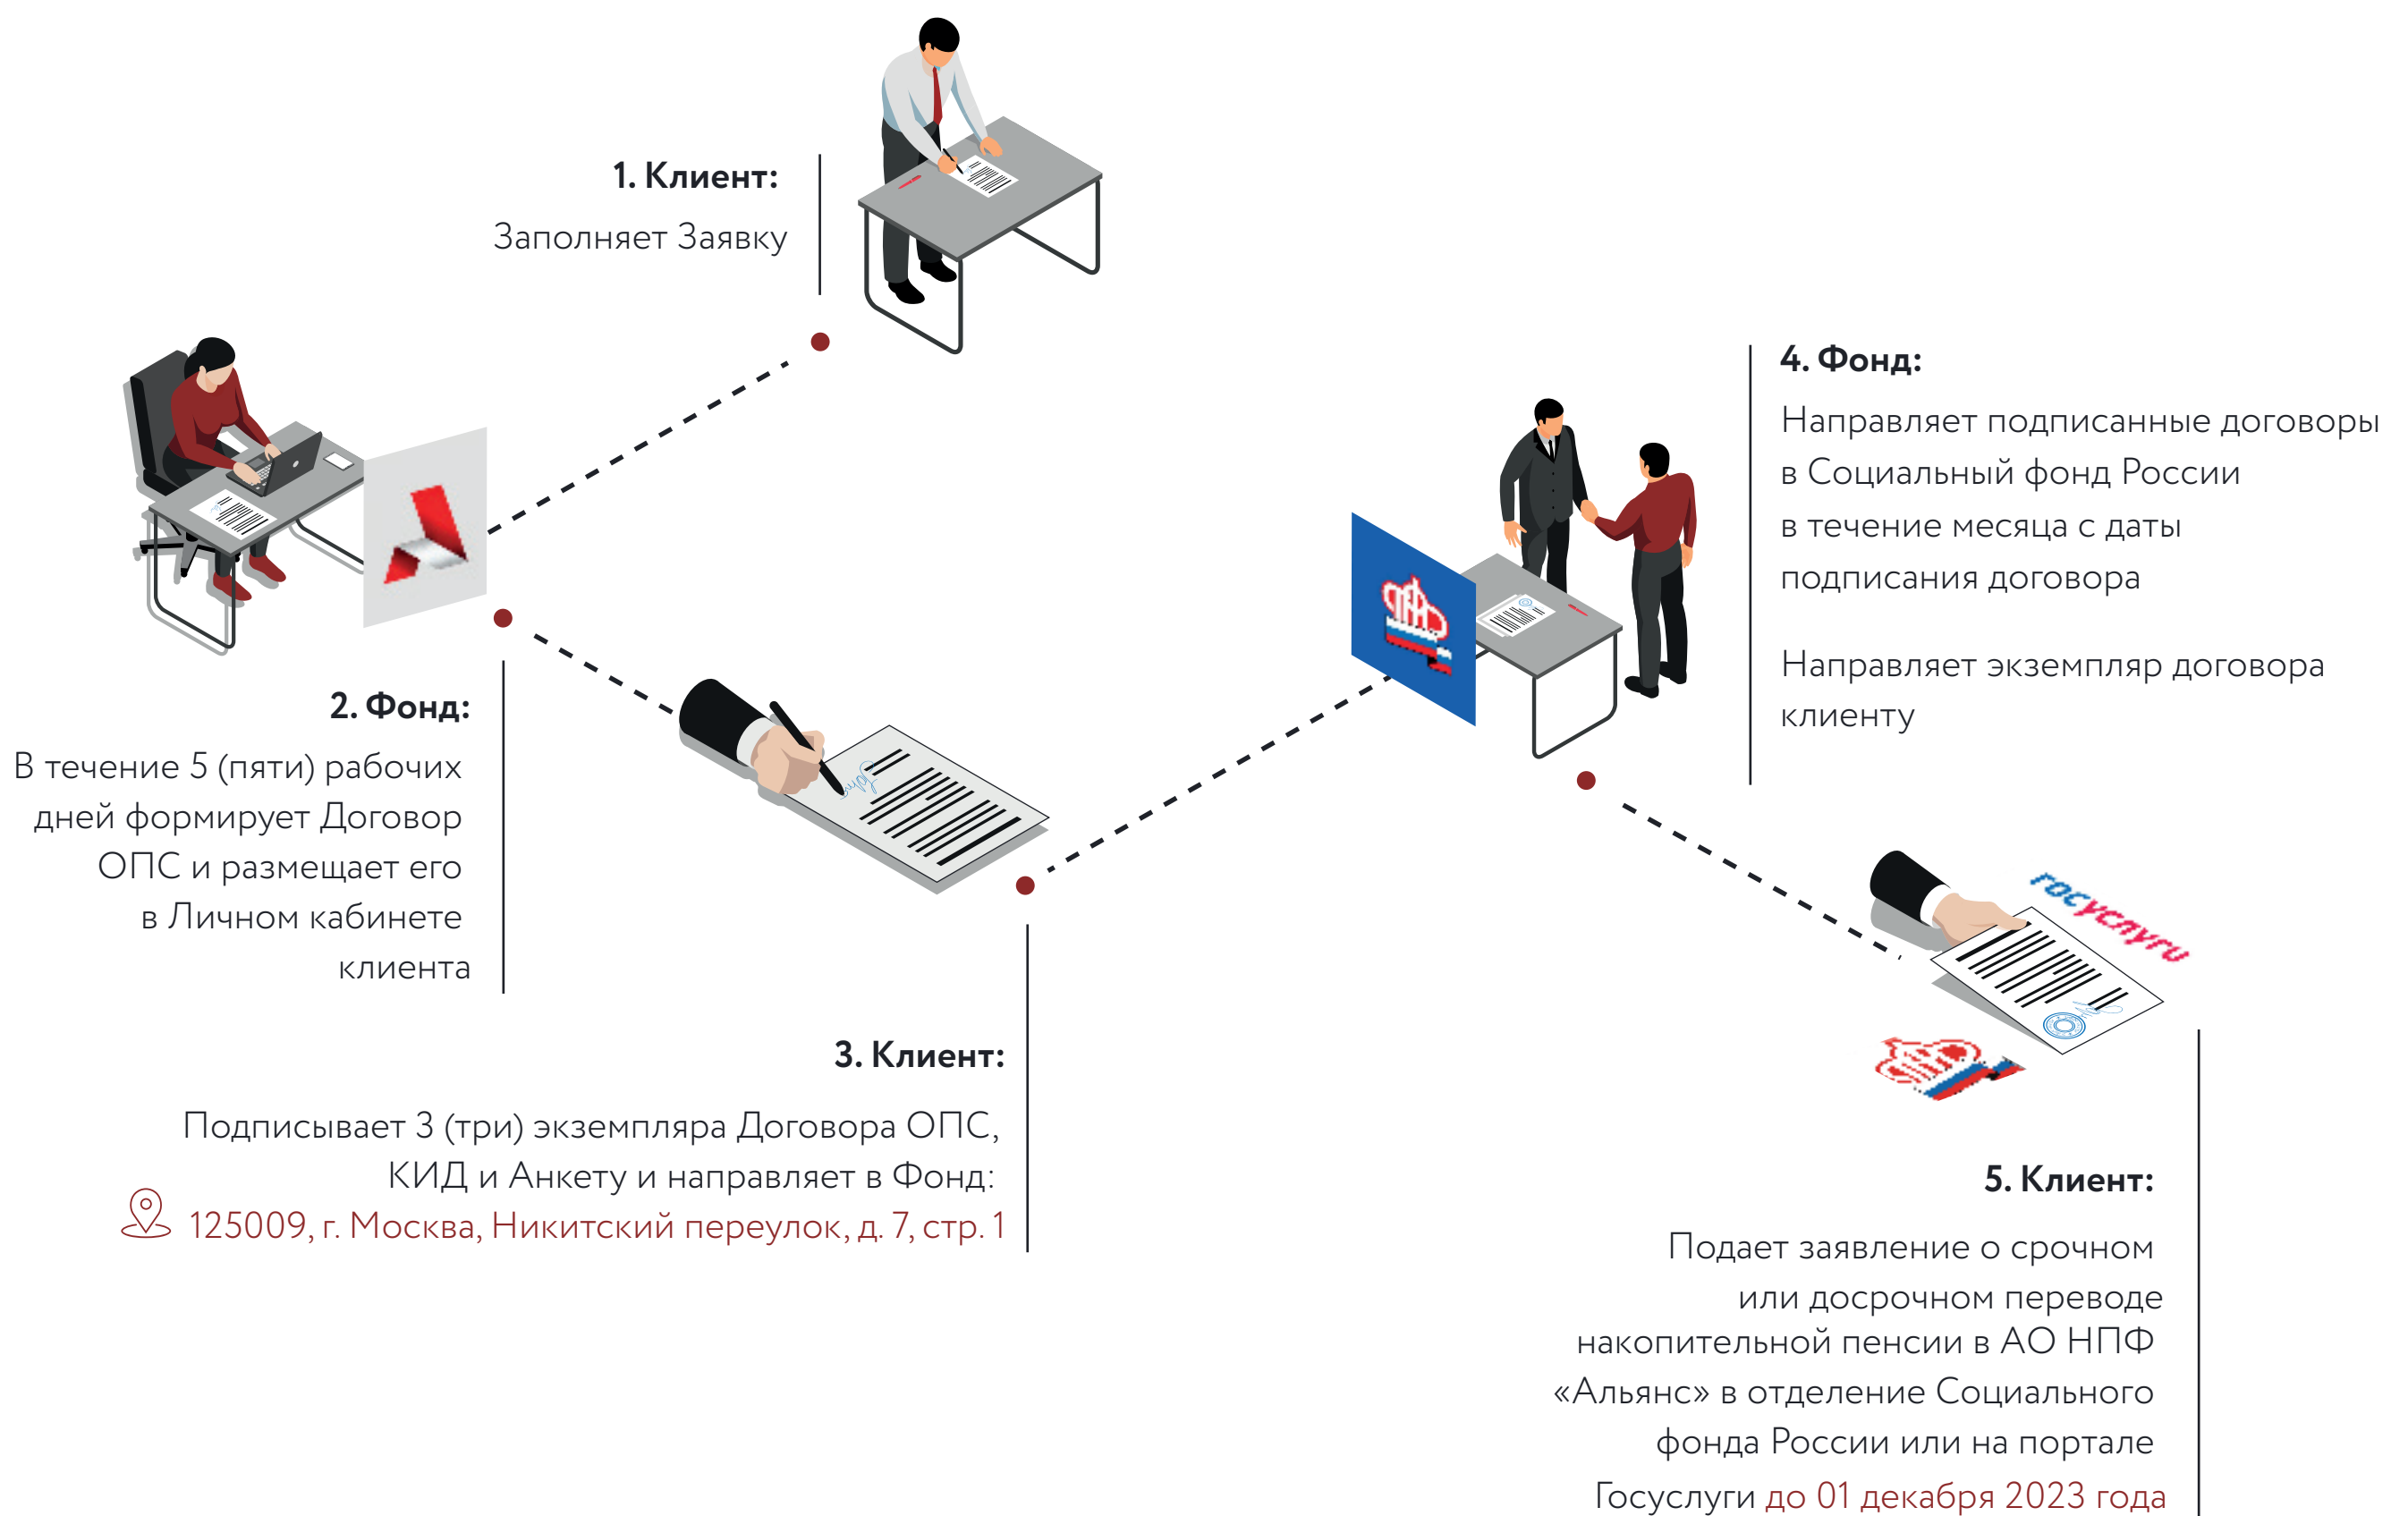 1. Клиент:
Заполняет Заявку
2. Фонд:
В течение 5 (пяти) рабочих
дней формирует Договор
ОПС и размещает его
в Личном кабинете
клиента
3. Клиент:
Подписывает 3 (три) экземпляра Договора ОПС,
КИД и Анкету и направляет в Фонд:
125009, г. Москва, Никитский переулок, д. 7, стр. 1
4. Фонд:
Направляет подписанные договоры
в Социальный фонд России
в течение месяца с даты
подписания договора
Направляет экземпляр договора
клиенту
госуслуги
5. Клиент:
Подает заявление о срочном
или досрочном переводе
накопительной пенсии в АО НПФ
«Альянс» в отделение Социального
фонда России или на портале
Госуслуги до 01 декабря 2023 года